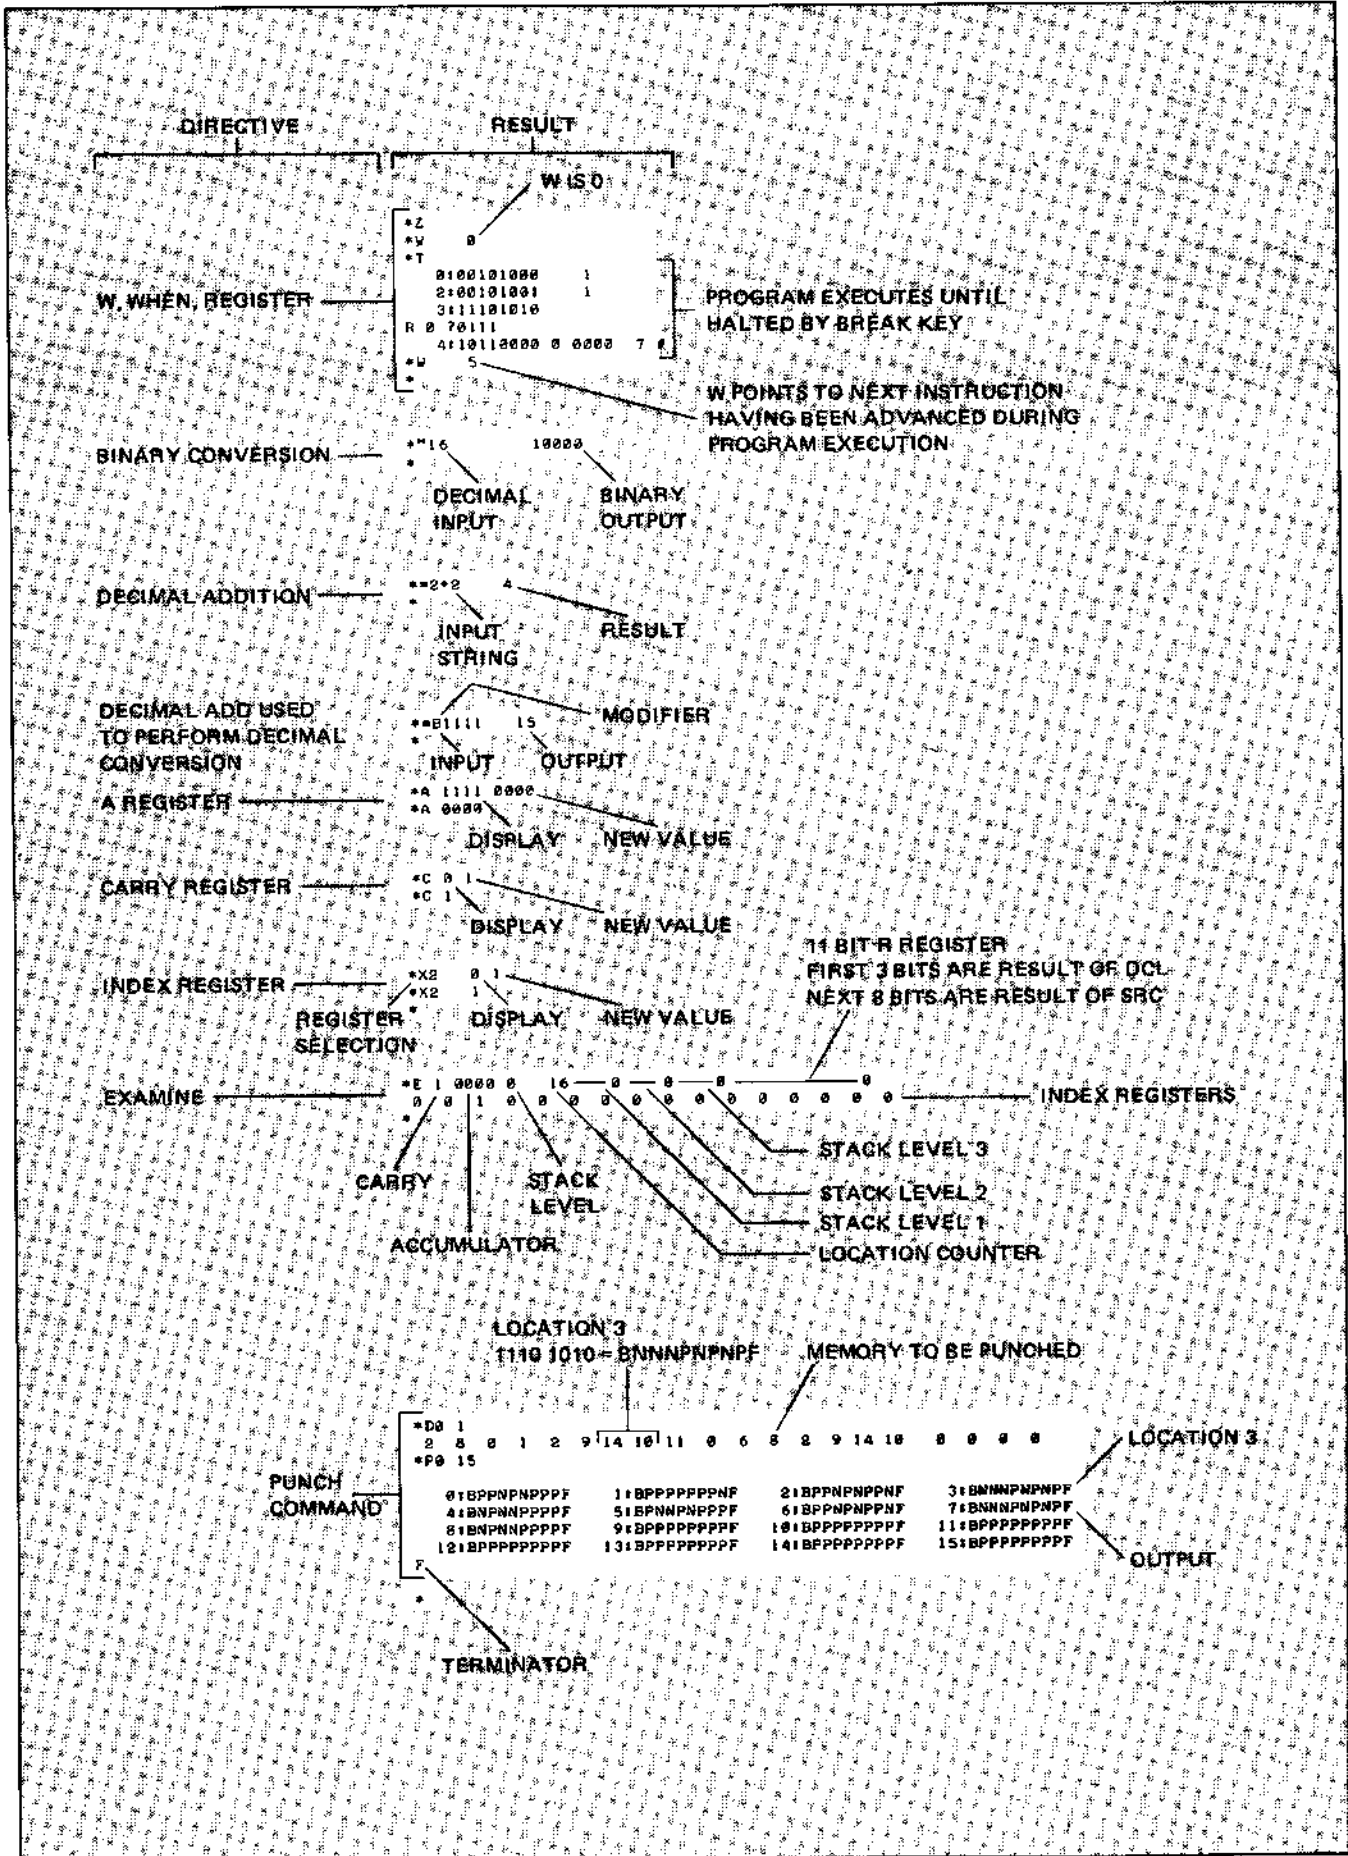 DIRECTIVE
RESULT
W IS 0
*Z
*W 0
*T
0:00101000 1
2:00101001 1
3:11101010
R 0 ?0111
4:10110000 0 0000 7 0
*W 5
*
W, WHEN, REGISTER
PROGRAM EXECUTES UNTIL
HALTED BY BREAK KEY
W POINTS TO NEXT INSTRUCTION
HAVING BEEN ADVANCED DURING
PROGRAM EXECUTION
BINARY CONVERSION
*"16 10000
*
DECIMAL
INPUT
BINARY
OUTPUT
DECIMAL ADDITION
*=2+2 4
*
INPUT
STRING
RESULT
DECIMAL ADD USED
TO PERFORM DECIMAL
CONVERSION
*=B1111 15
*
MODIFIER
INPUT
OUTPUT
A REGISTER
*A 1111 0000
*A 0000
DISPLAY
NEW VALUE
CARRY REGISTER
*C 0 1
*C 1
DISPLAY
NEW VALUE
INDEX REGISTER
*X2 0 1
*X2 1
*
REGISTER
SELECTION
DISPLAY
NEW VALUE
11 BIT R REGISTER
FIRST 3 BITS ARE RESULT OF DCL
NEXT 8 BITS ARE RESULT OF SRC
EXAMINE
*E 1 0000 0 16 0 0 0 0
0 0 1 0 0 0 0 0 0 0 0 0 0 0 0 0
*
INDEX REGISTERS
STACK LEVEL 3
STACK LEVEL 2
STACK LEVEL 1
LOCATION COUNTER
CARRY
STACK
LEVEL
ACCUMULATOR
LOCATION 3
1110 1010 = BNNNPNPNPF
MEMORY TO BE PUNCHED
*D0 1
2 8 0 1 2 9 14 10 11 0 6 8 2 9 14 10 0 0 0 0
*P0 15
LOCATION 3
PUNCH
COMMAND
0:BPPNPNPPPF 1:BPPPPPPPNF 2:BPPNPNPPNF 3:BNNNPNPNPF
4:BNPNNPPPPF 5:BPNNPNPPPF 6:BPPNPNPPNF 7:BNNNPNPNPF
8:BNPNNPPPPF 9:BPPPPPPPPF 10:BPPPPPPPPF 11:BPPPPPPPPF
12:BPPPPPPPPF 13:BPPPPPPPPF 14:BPPPPPPPPF 15:BPPPPPPPPF
F
*
OUTPUT
TERMINATOR